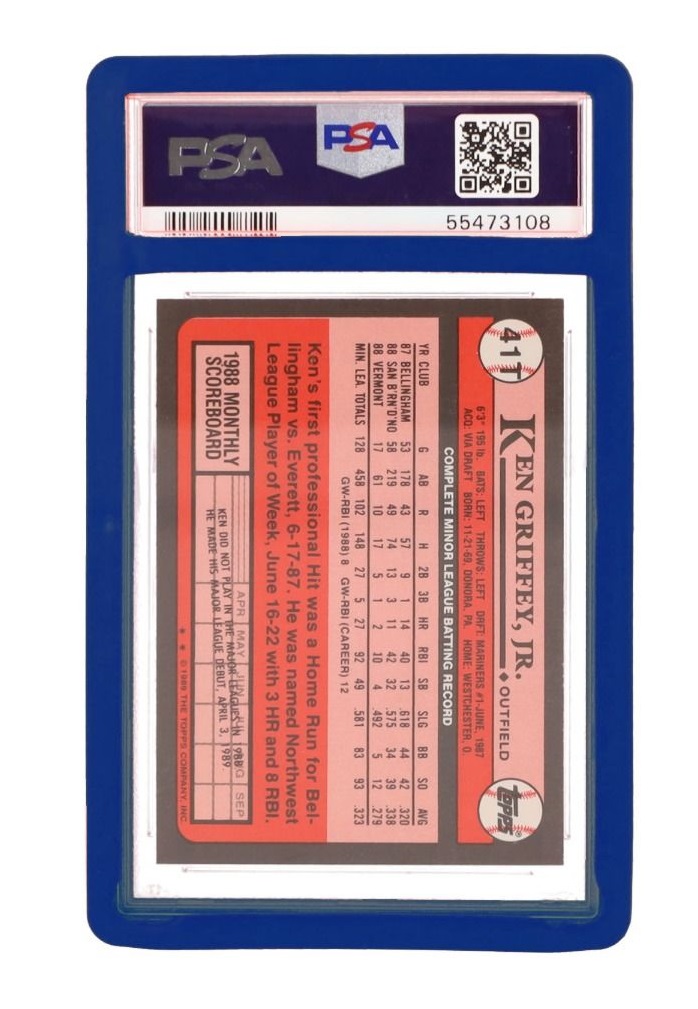 PSA
PSA
55473108
41T
KEN GRIFFEY, JR. ◆ OUTFIELD
topps®
6'3" 195 lb. BATS: LEFT THROWS: LEFT DRFT: MARINERS #1-JUNE, 1987
ACQ: VIA DRAFT BORN: 11-21-69, DONORA, PA. HOME: WESTCHESTER, O.
COMPLETE MINOR LEAGUE BATTING RECORD
YR CLUB G AB R H 2B 3B HR RBI SB SLG BB SO AVG
87 BELLINGHAM 53 178 43 57 9 1 14 40 13 .618 44 42 .320
88 SAN B'RN'D'NO 58 219 49 74 13 3 11 42 32 .575 34 39 .338
88 VERMONT 17 61 10 17 5 1 2 10 4 .492 5 12 .279
MIN. LEA. TOTALS 128 458 102 148 27 5 27 92 49 .581 83 93 .323
GW-RBI (1988) 8 GW-RBI (CAREER) 12
Ken's first professional Hit was a Home Run for Bel-
lingham vs. Everett, 6-17-87. He was named Northwest
League Player of Week, June 16-22 with 3 HR and 8 RBI.
1988 MONTHLY
SCOREBOARD
APR MAY JUN JUL AUG SEP
KEN DID NOT PLAY IN THE MAJOR LEAGUES IN 1988
HE MADE HIS MAJOR LEAGUE DEBUT, APRIL 3, 1989.
* * © 1989 THE TOPPS COMPANY, INC